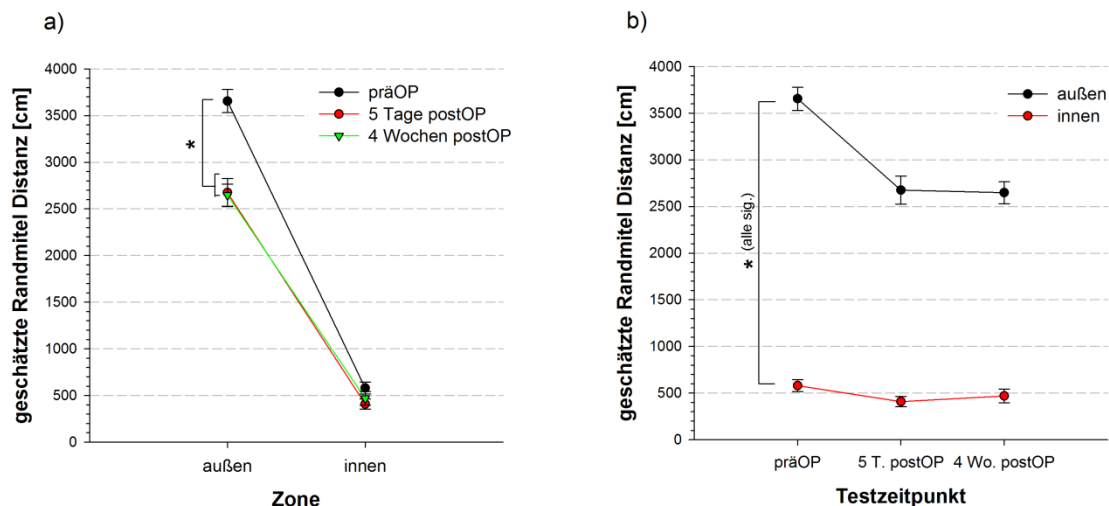 a)
geschätzte Randmitel Distanz [cm]
4000
3500
3000
2500
2000
1500
1000
500
0
*
präOP
5 Tage postOP
4 Wochen postOP
außen
innen
Zone
b)
geschätzte Randmitel Distanz [cm]
4000
3500
3000
2500
2000
1500
1000
500
0
* (alle sig.)
außen
innen
präOP
5 T. postOP
4 Wo. postOP
Testzeitpunkt